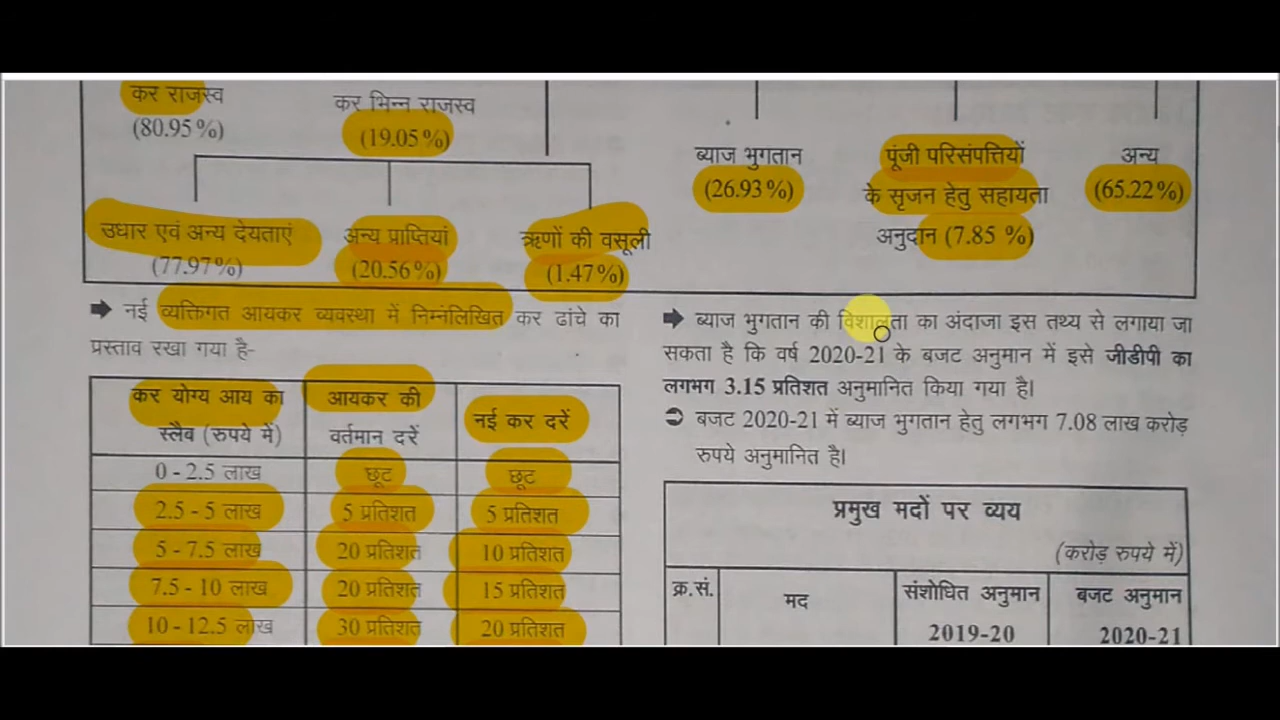 कर राजस्व
(80.95%)
कर भिन्न राजस्व
(19.05%)
ब्याज भुगतान
(26.93%)
पूंजी परिसंपत्तियों
के सृजन हेतु सहायता
अनुदान (7.85 %)
अन्य
(65.22%)
उधार एवं अन्य देयताएं
(77.97%)
अन्य प्राप्तियां
(20.56%)
ऋणों की वसूली
(1.47%)
नई व्यक्तिगत आयकर व्यवस्था में निम्नंलिखित कर ढांचे का
प्रस्ताव रखा गया है-
कर योग्य आय का
स्लैब (रुपये में)
आयकर की
वर्तमान दरें
नई कर दरें
0 - 2.5 लाख छूट छूट
2.5 - 5 लाख 5 प्रतिशत 5 प्रतिशत
5 - 7.5 लाख 20 प्रतिशत 10 प्रतिशत
7.5 - 10 लाख 20 प्रतिशत 15 प्रतिशत
10 - 12.5 लाख 30 प्रतिशत 20 प्रतिशत
ब्याज भुगतान की विशालता का अंदाजा इस तथ्य से लगाया जा
सकता है कि वर्ष 2020-21 के बजट अनुमान में इसे जीडीपी का
लगभग 3.15 प्रतिशत अनुमानित किया गया है।
बजट 2020-21 में ब्याज भुगतान हेतु लगभग 7.08 लाख करोड़
रुपये अनुमानित है।
प्रमुख मदों पर व्यय
(करोड़ रुपये में)
क्र.सं.
मद
संशोधित अनुमान
2019-20
बजट अनुमान
2020-21